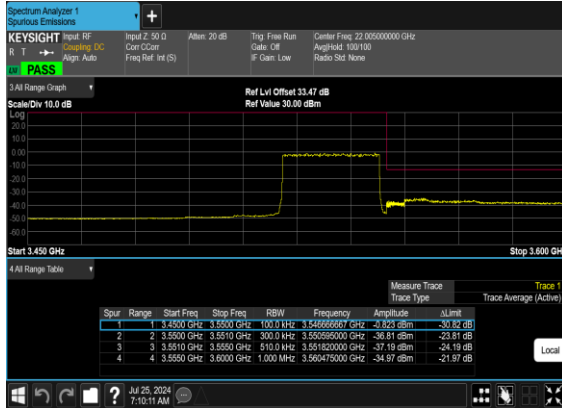 Spectrum Analyzer 1
Spurious Emissions
KEYSIGHT Input: RF Input Z: 50 Ω Atten: 20 dB Trig: Free Run Center Freq: 22.005000000 GHz
R T Coupling: DC Corr CCorr Gate: Off Avg|Hold: 100/100
Align: Auto Freq Ref: Int (S) IF Gain: Low Radio Std: None
PASS
3 All Range Graph
Ref Lvl Offset 33.47 dB
Scale/Div 10.0 dB Ref Value 30.00 dBm
Log
20.0
10.0
0.00
-10.0
-20.0
-30.0
-40.0
-50.0
-60.0
Start 3.450 GHz Stop 3.600 GH
4 All Range Table
Measure Trace Trace 1
Trace Type Trace Average (Active)
Spur Range Start Freq Stop Freq RBW Frequency Amplitude ΔLimit
1 1 3.4500 GHz 3.5500 GHz 100.0 kHz 3.546666667 GHz -0.823 dBm -30.82 dB
2 2 3.5500 GHz 3.5510 GHz 300.0 kHz 3.550595000 GHz -36.81 dBm -23.81 dB
3 3 3.5510 GHz 3.5550 GHz 510.0 kHz 3.551820000 GHz -37.19 dBm -24.19 dB
4 4 3.5550 GHz 3.6000 GHz 1.000 MHz 3.560475000 GHz -34.97 dBm -21.97 dB
Local
Jul 25, 2024
7:10:11 AM